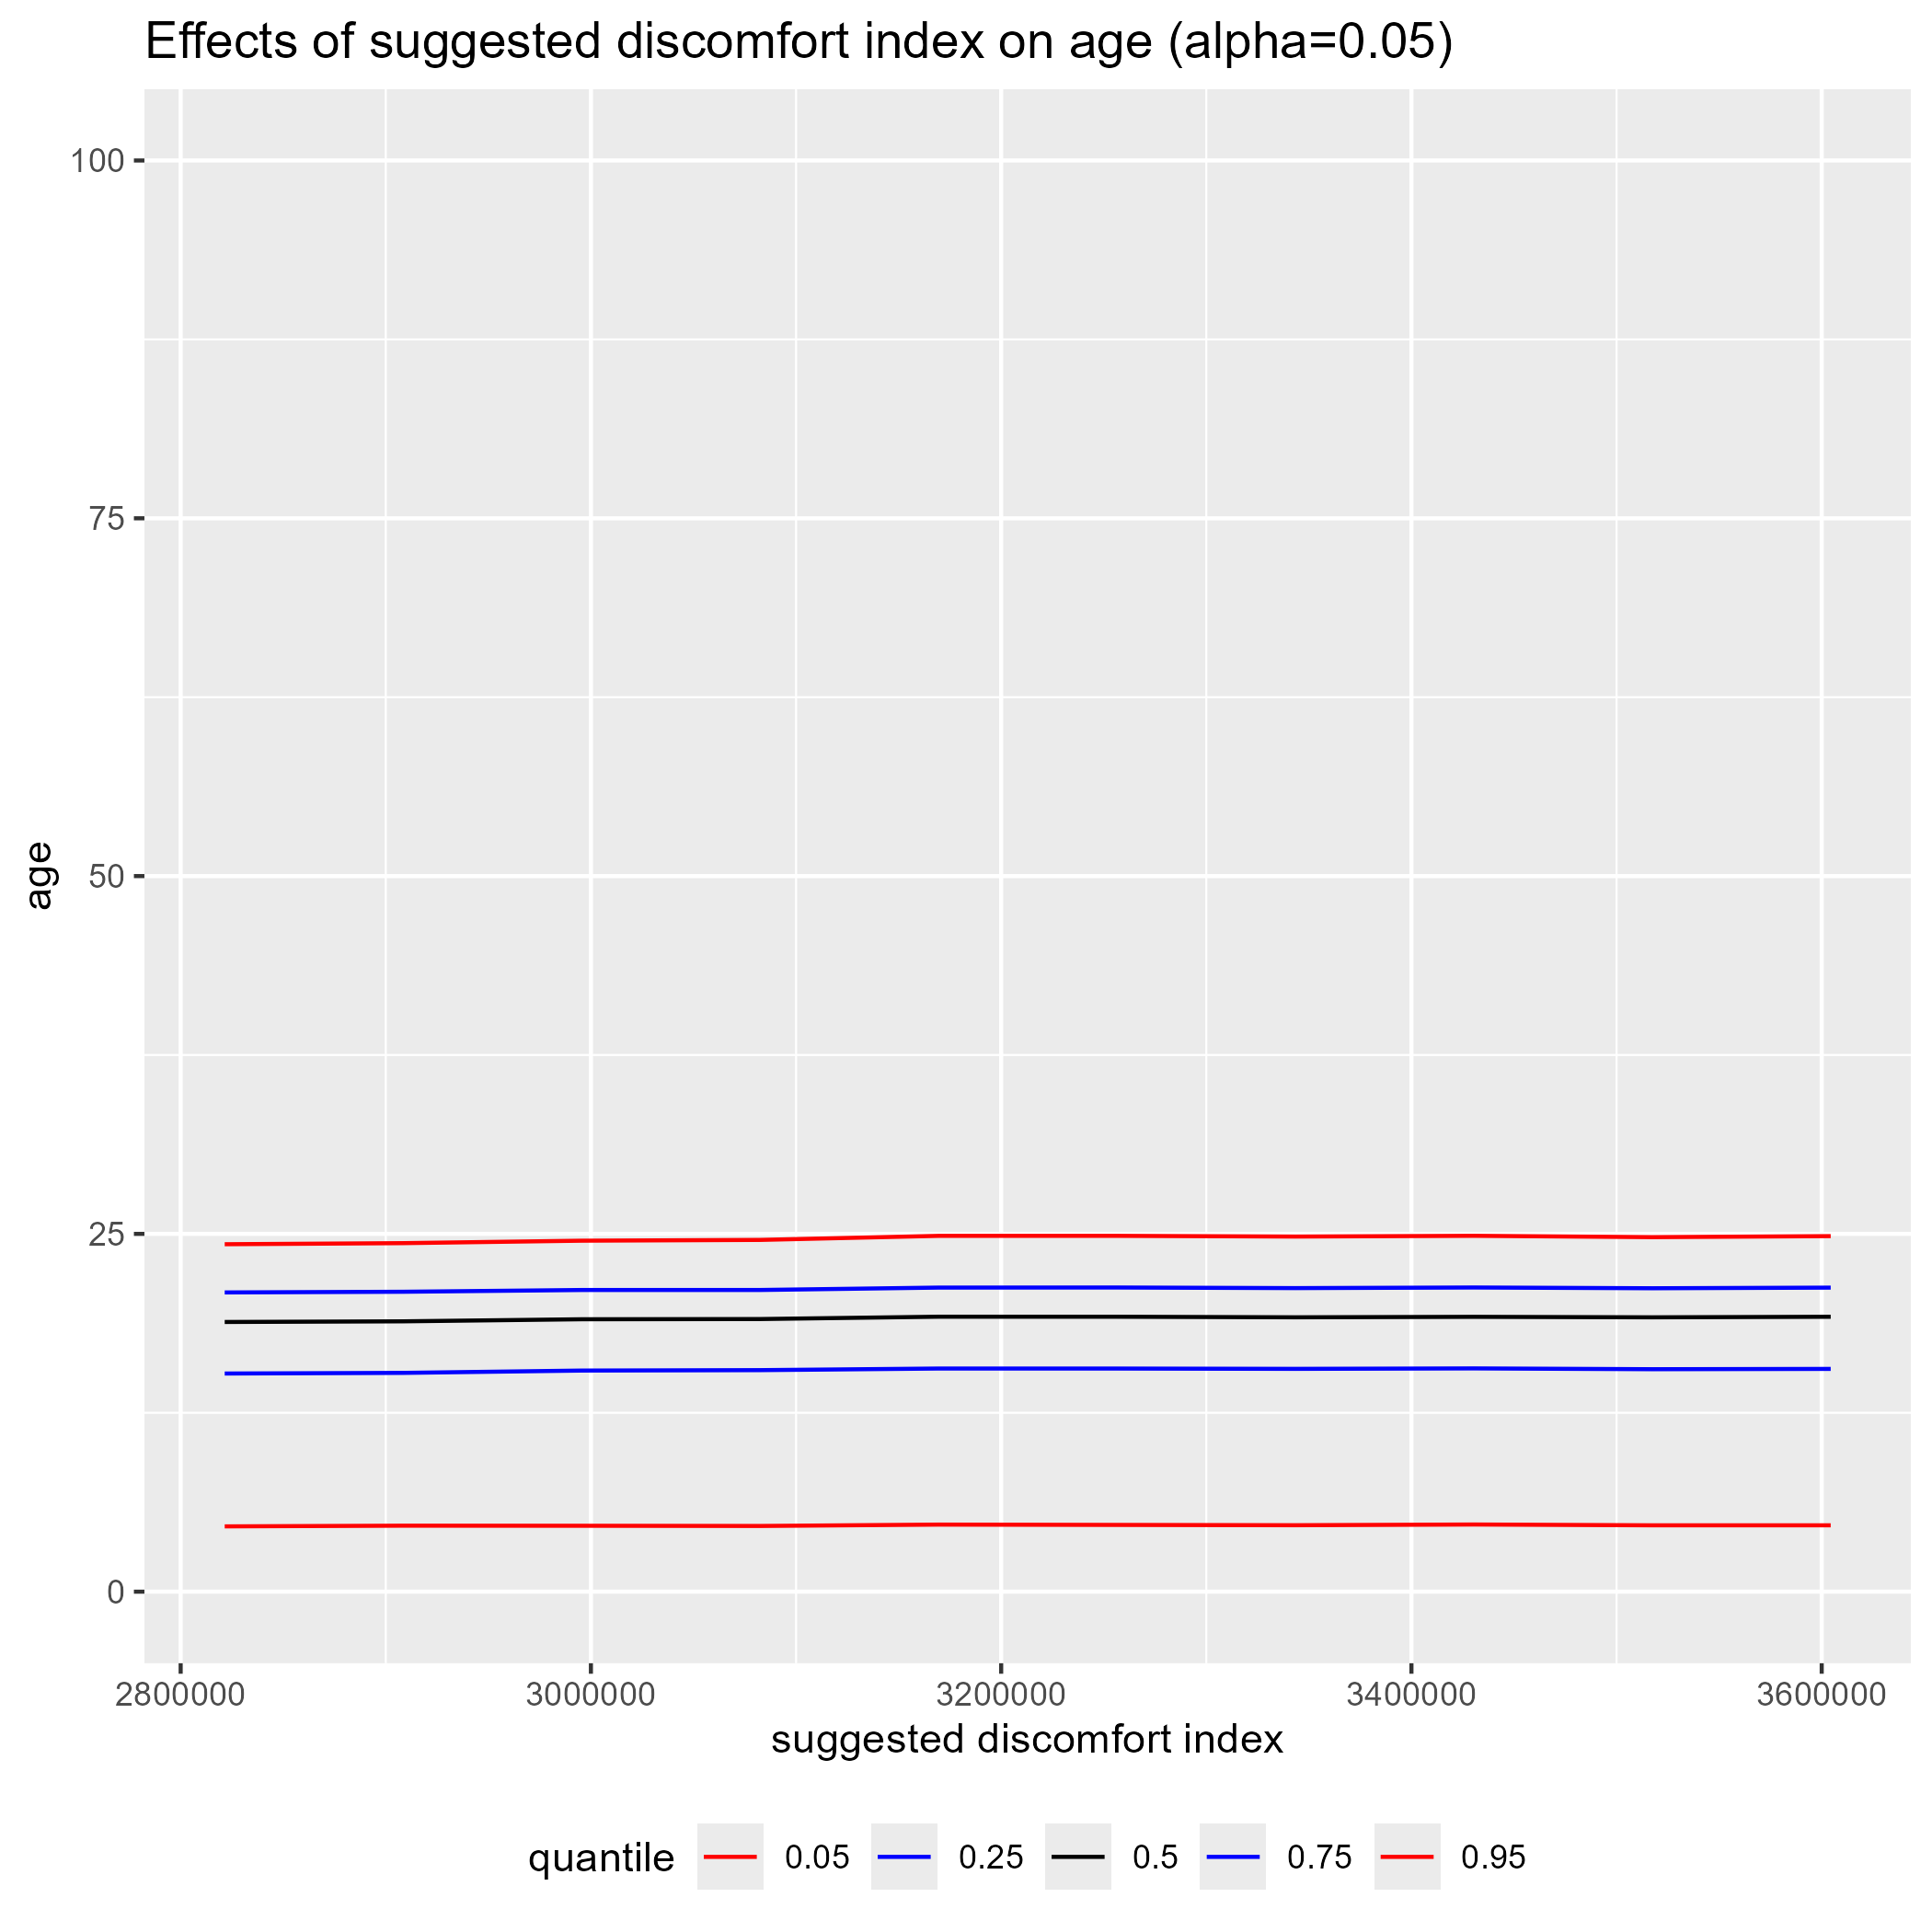 Effects of suggested discomfort index on age (alpha=0.05)
100
75
50
25
0
age
2800000 3000000 3200000 3400000 3600000
suggested discomfort index
quantile 0.05 0.25 0.5 0.75 0.95